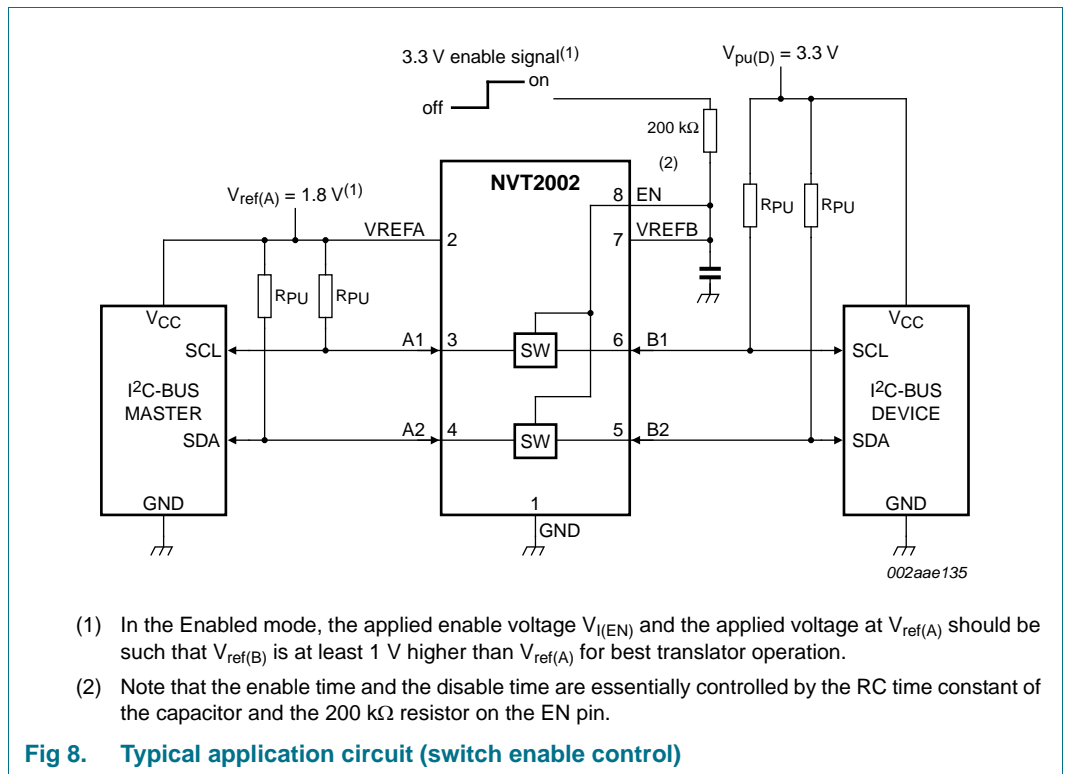 3.3 V enable signal(1)
on
off
Vpu(D) = 3.3 V
200 kΩ
(2)
NVT2002
Vref(A) = 1.8 V(1)
8 EN
RPU RPU
VREFA 2
7 VREFB
RPU RPU
VCC
VCC
SCL
A1 3
SW
6 B1
SCL
I2C-BUS
MASTER
I2C-BUS
DEVICE
SDA
A2 4
SW
5 B2
SDA
GND
1
GND
GND
002aae135
(1) In the Enabled mode, the applied enable voltage VI(EN) and the applied voltage at Vref(A) should be
such that Vref(B) is at least 1 V higher than Vref(A) for best translator operation.
(2) Note that the enable time and the disable time are essentially controlled by the RC time constant of
the capacitor and the 200 kΩ resistor on the EN pin.
Fig 8. Typical application circuit (switch enable control)